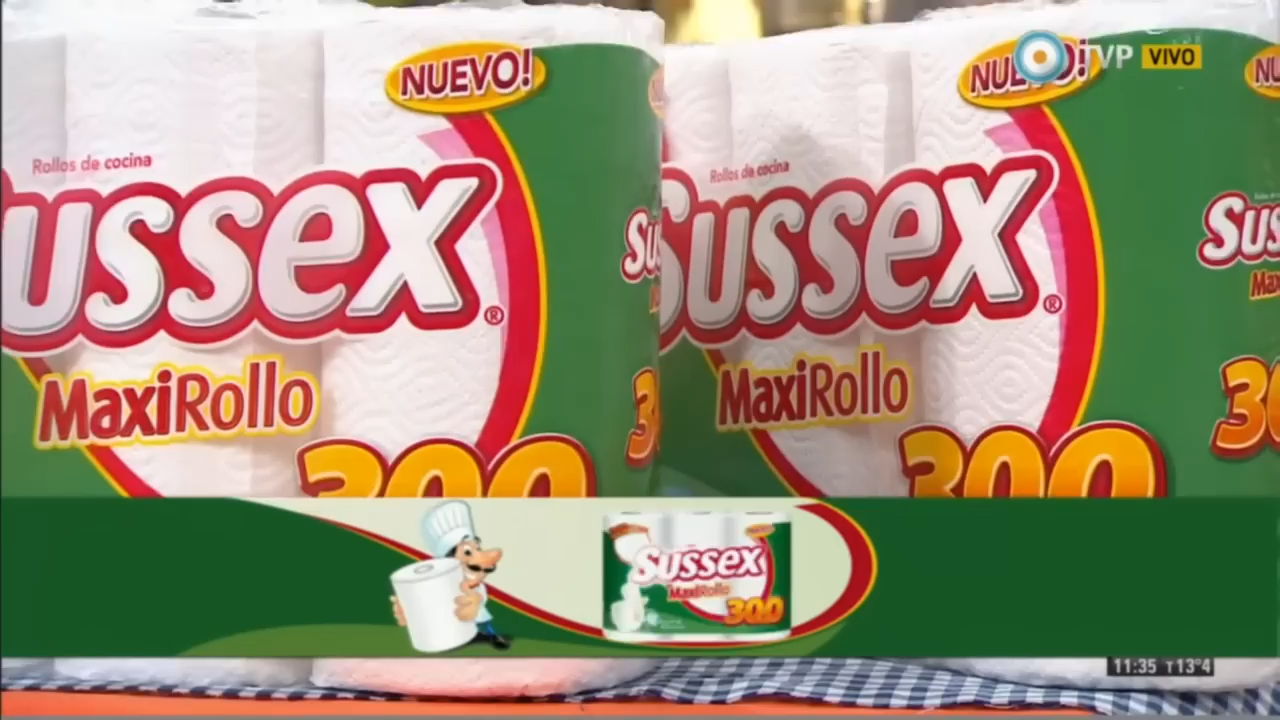 NUEVO!
Rollos de cocina
Sussex®
MaxiRollo
300
TVP VIVO
NUEVO!
Rollos de cocina
Sussex®
MaxiRollo
300
Sussex
MaxiRollo
300
11:35 T13°4